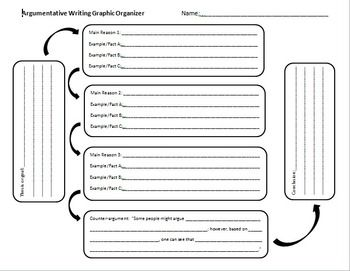 Argumentative Writing Graphic Organizer Name:
Main Reason 1:
Example/Fact A
Example/Fact B
Example/Fact C
Main Reason 2:
Example/Fact A
Example/Fact B
Example/Fact C
Main Reason 3:
Example/Fact A
Example/Fact B
Example/Fact C
Counter-argument: "Some people might argue
; however, based on
, one can see that
Thesis or goal:
Conclusion: